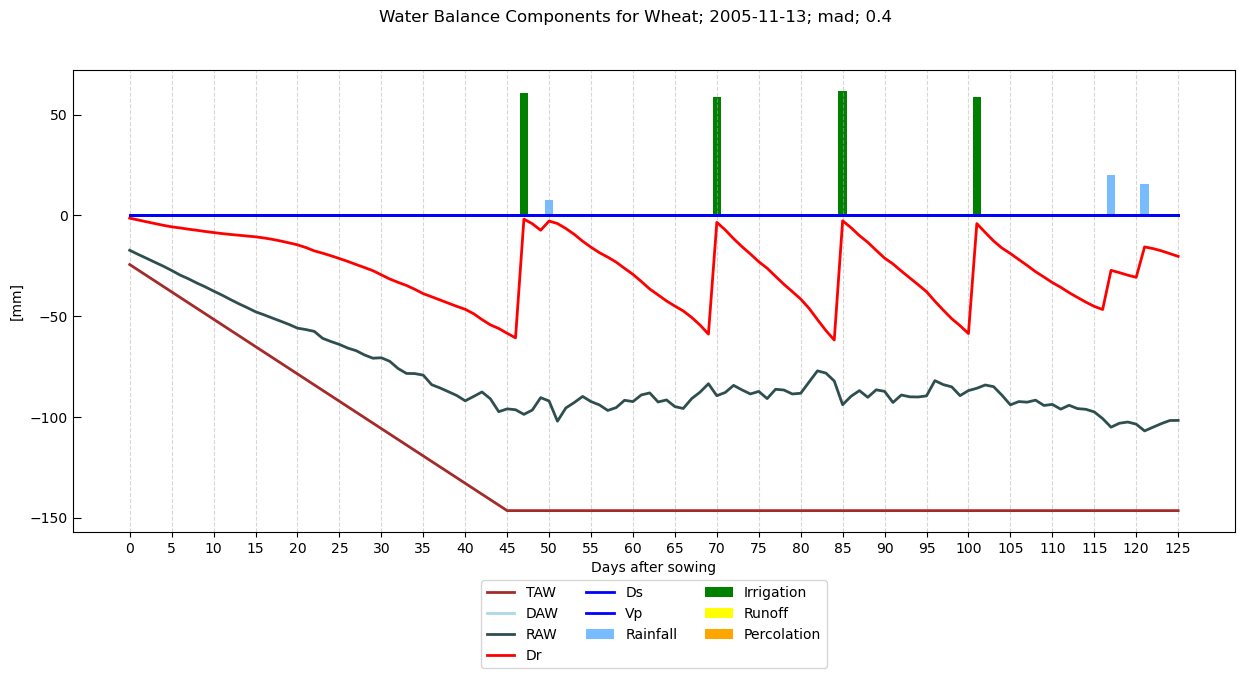 Water Balance Components for Wheat; 2005-11-13; mad; 0.4
50
0
−50
−100
−150
[mm]
0 5 10 15 20 25 30 35 40 45 50 55 60 65 70 75 80 85 90 95 100 105 110 115 120 125
Days after sowing
TAW Ds Irrigation
DAW Vp Runoff
RAW Rainfall Percolation
Dr